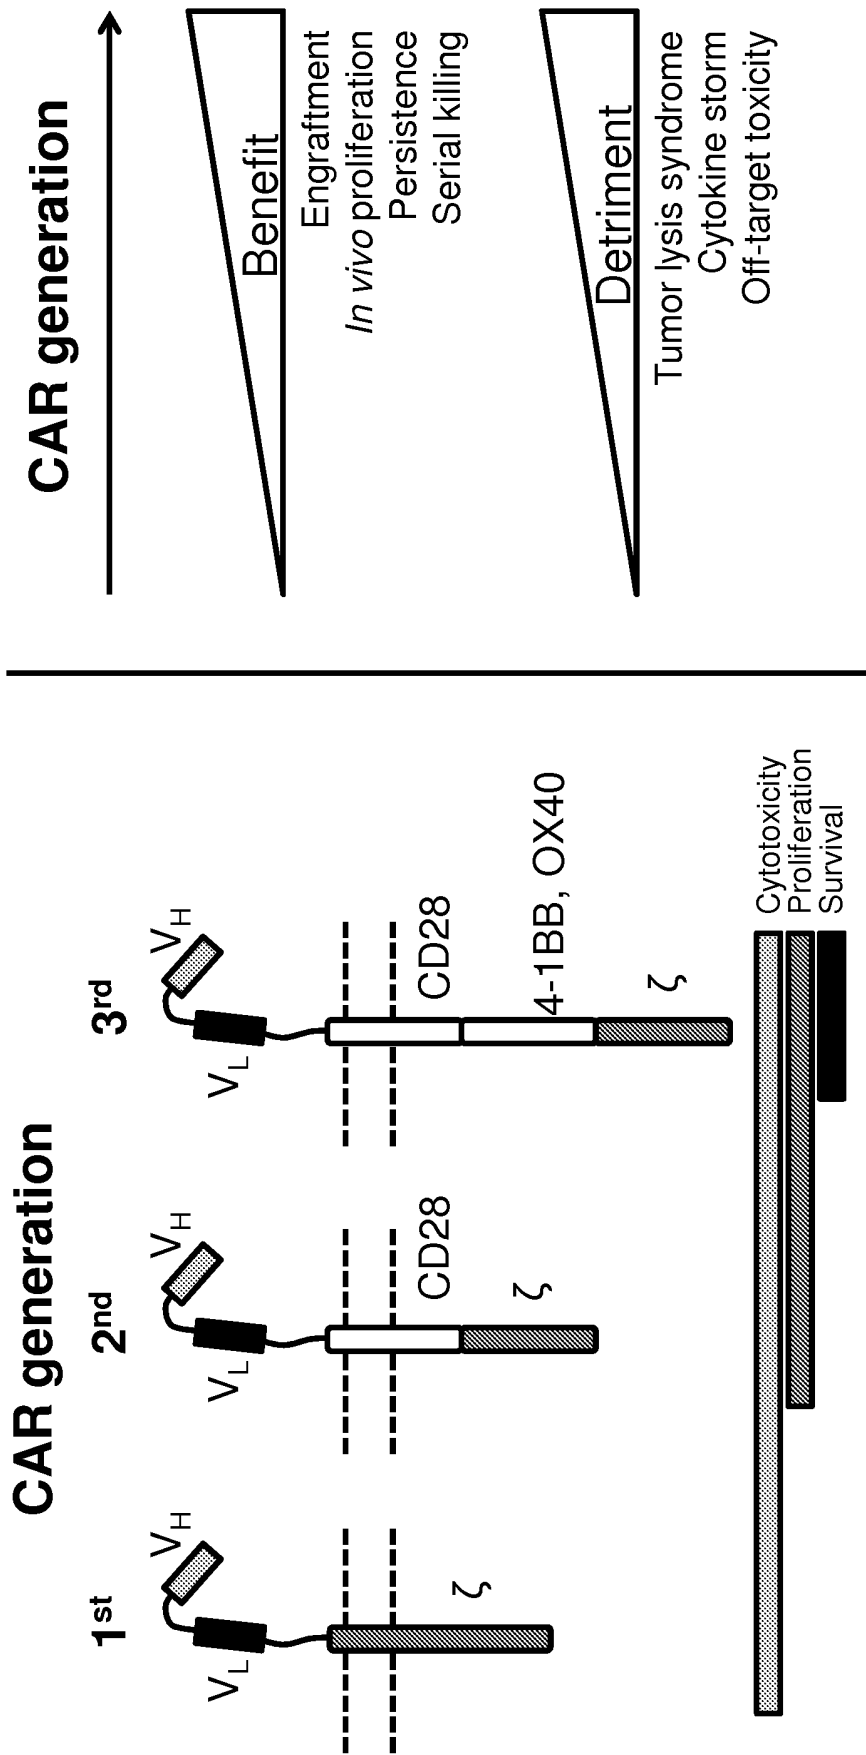 CAR generation
1st
2nd
3rd
VL
VH
VL
VH
VL
VH
ζ
CD28
ζ
CD28
4-1BB, OX40
ζ
Cytotoxicity
Proliferation
Survival
CAR generation
Benefit
Engraftment
In vivo proliferation
Persistence
Serial killing
Detriment
Tumor lysis syndrome
Cytokine storm
Off-target toxicity